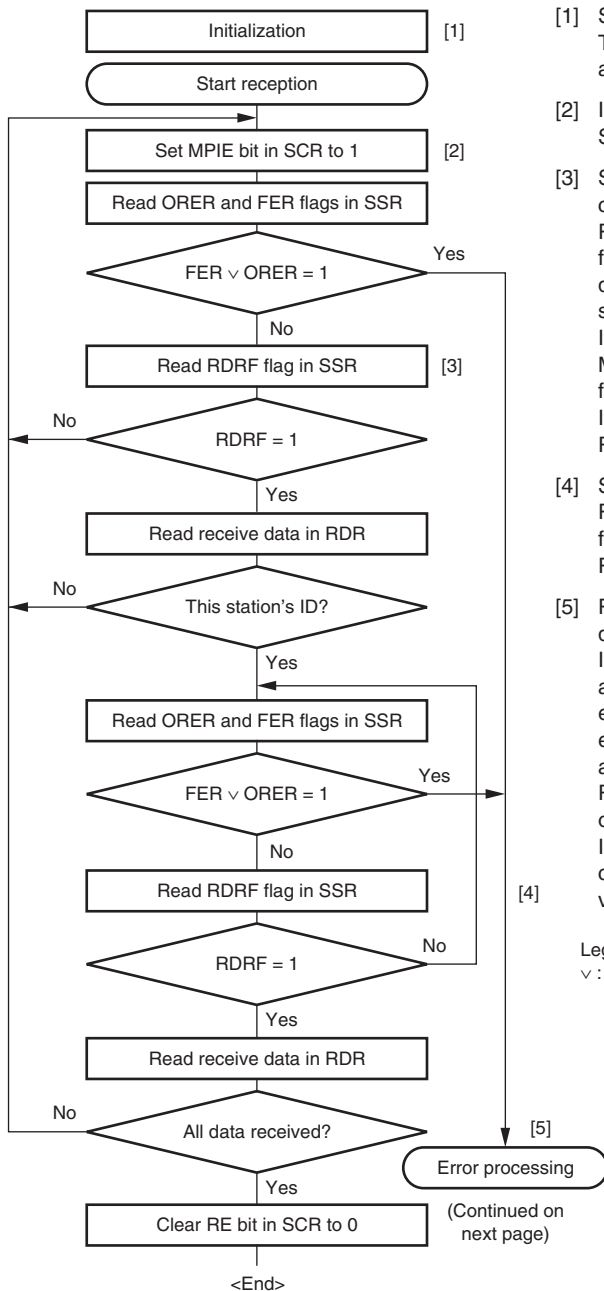 Initialization [1]
Start reception
Set MPIE bit in SCR to 1 [2]
Read ORER and FER flags in SSR
FER ∨ ORER = 1
Yes
No
Read RDRF flag in SSR [3]
No
RDRF = 1
Yes
Read receive data in RDR
No
This station's ID?
Yes
Read ORER and FER flags in SSR
FER ∨ ORER = 1
Yes
No
Read RDRF flag in SSR
[4]
RDRF = 1
No
Yes
Read receive data in RDR
No
All data received?
[5]
Error processing
Yes
(Continued on
next page)
Clear RE bit in SCR to 0
<End>
[1]
[2]
[3]
[4]
[5]
∨ :